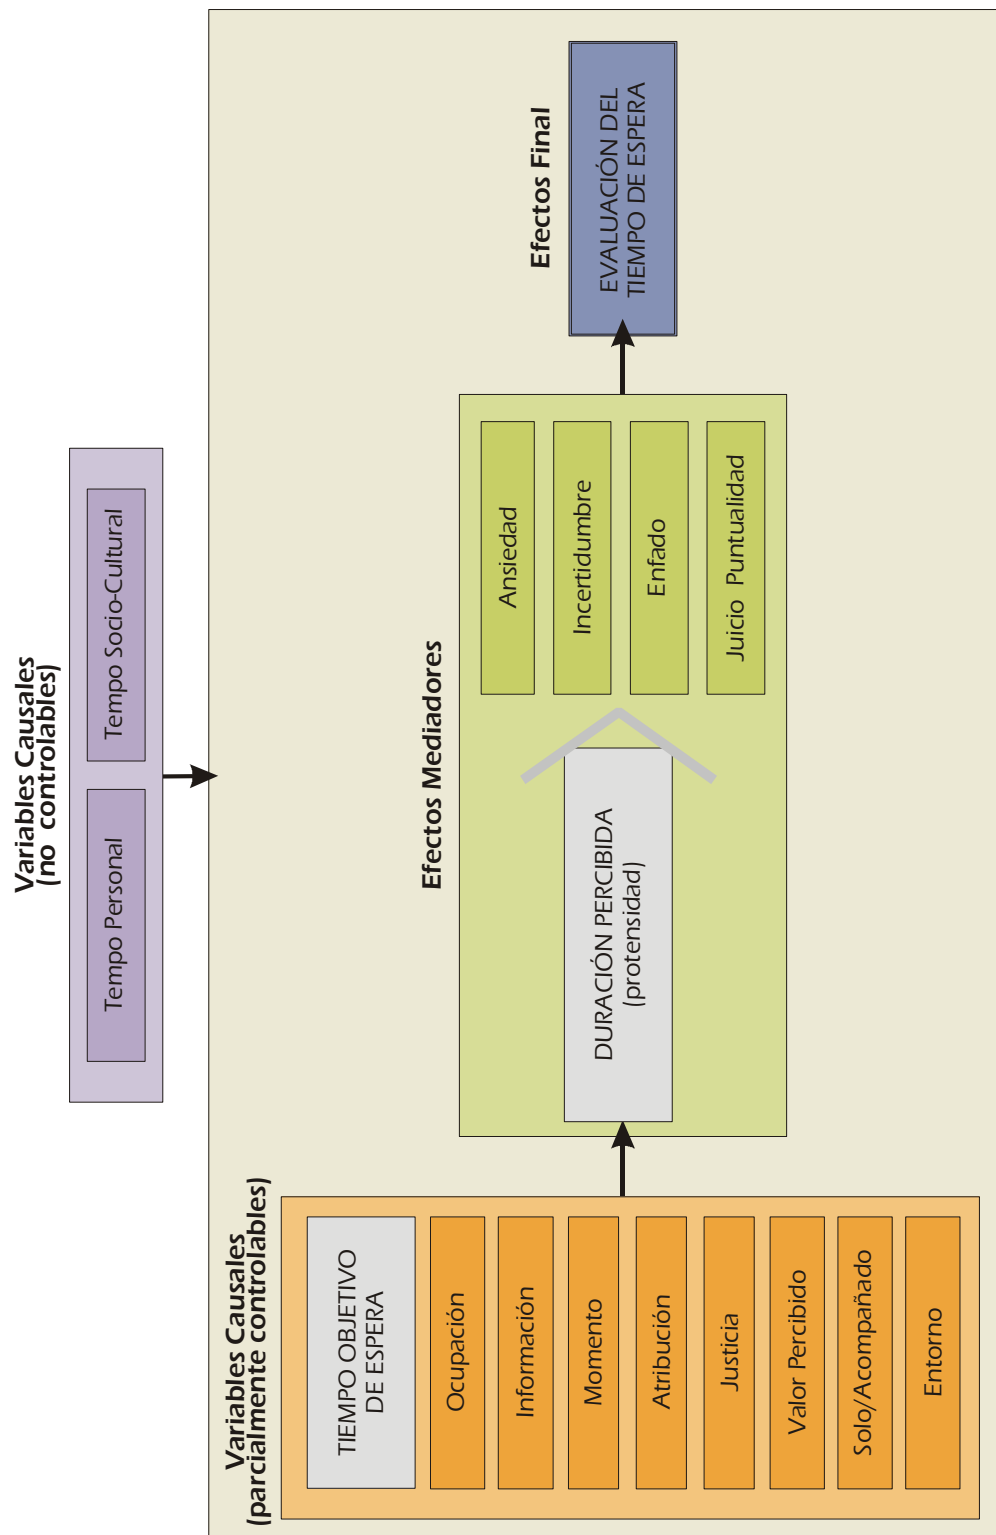 Variables Causales
(no controlables)
Tempo Personal
Tempo Socio-Cultural
Variables Causales
(parcialmente controlables)
TIEMPO OBJETIVO
DE ESPERA
Ocupación
Información
Momento
Atribución
Justicia
Valor Percibido
Solo/Acompañado
Entorno
Efectos Mediadores
DURACIÓN PERCIBIDA
(protensidad)
Ansiedad
Incertidumbre
Enfado
Juicio Puntualidad
Efectos Final
EVALUACIÓN DEL
TIEMPO DE ESPERA